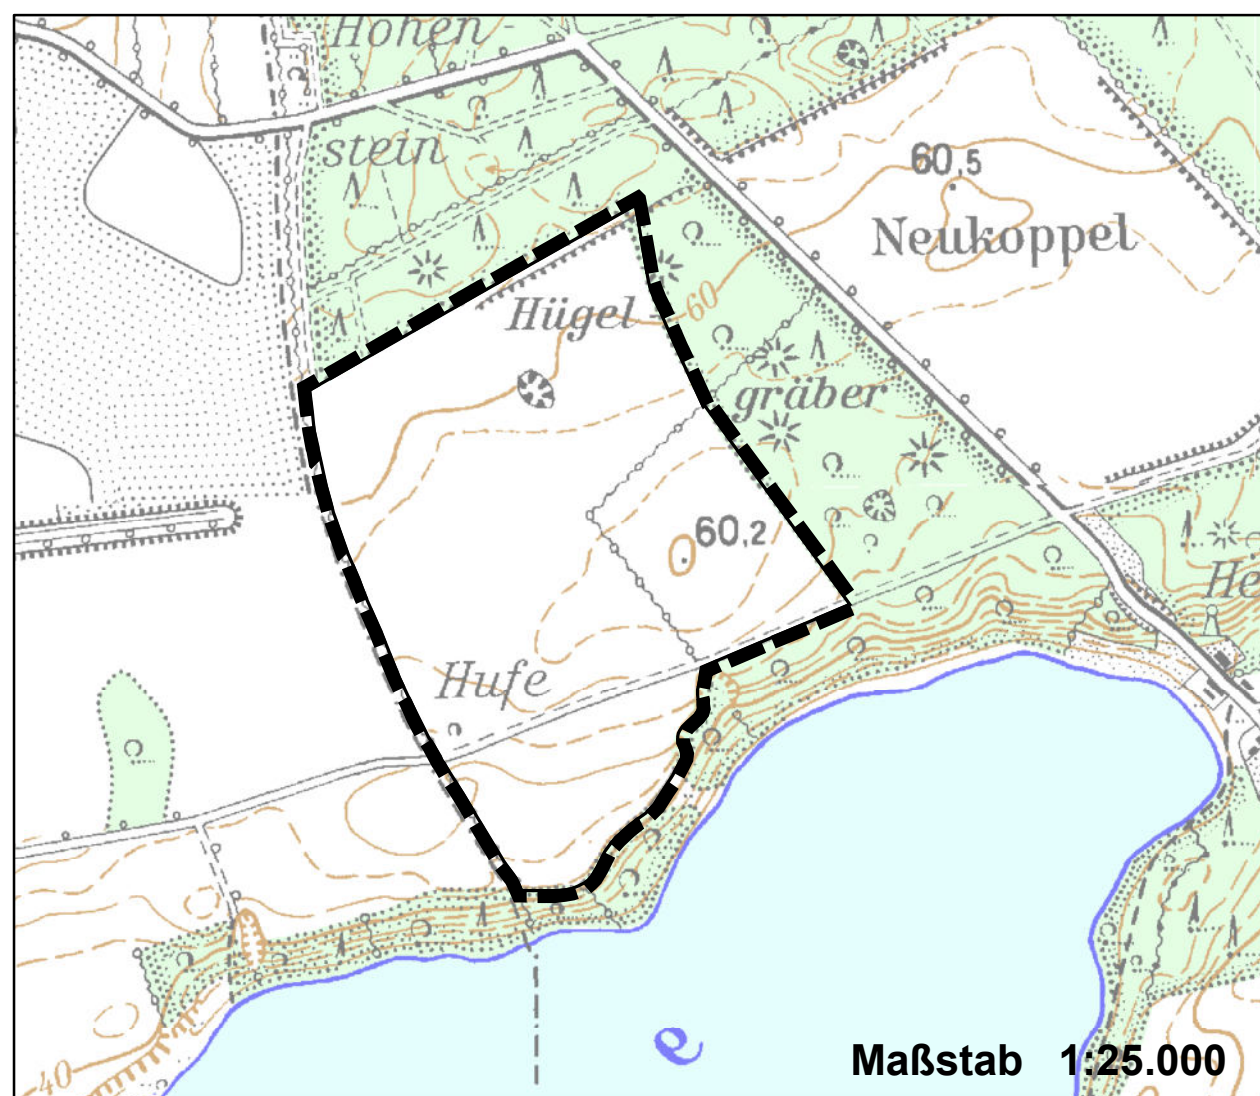 Hohen-
stein
60,5
Neukoppel
Hügel-
60
gräber
60,2
Hufe
He
e
40
Maßstab 1:25.000